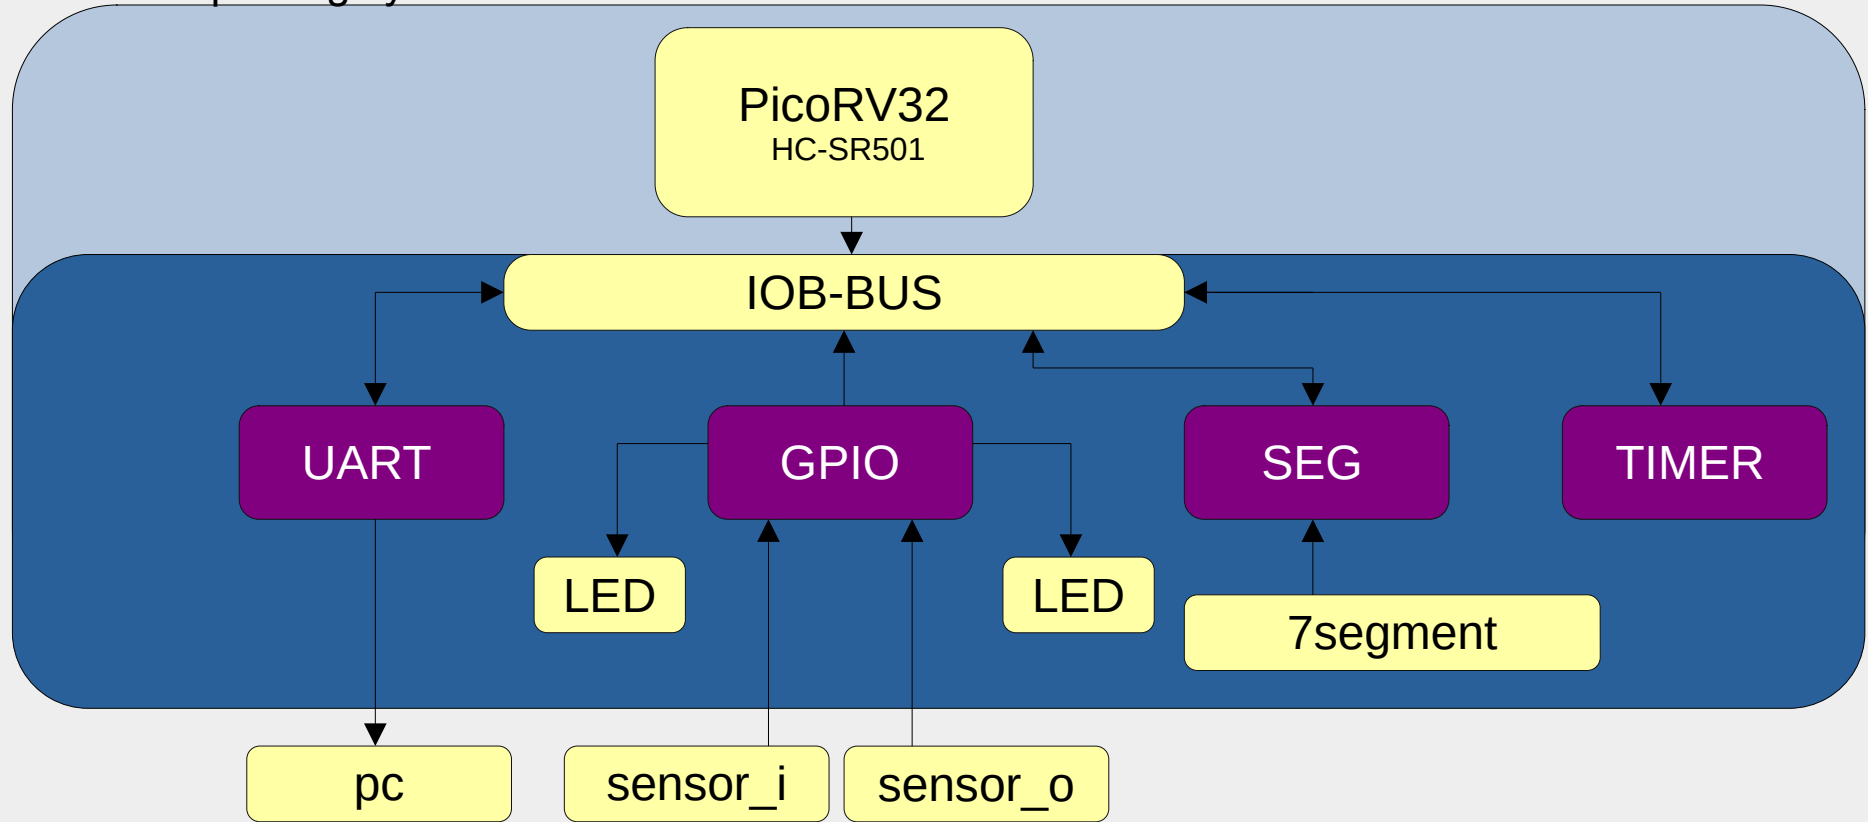 PicoRV32
HC-SR501
IOB-BUS
UART
GPIO
SEG
TIMER
LED
LED
7segment
pc
sensor_i
sensor_o